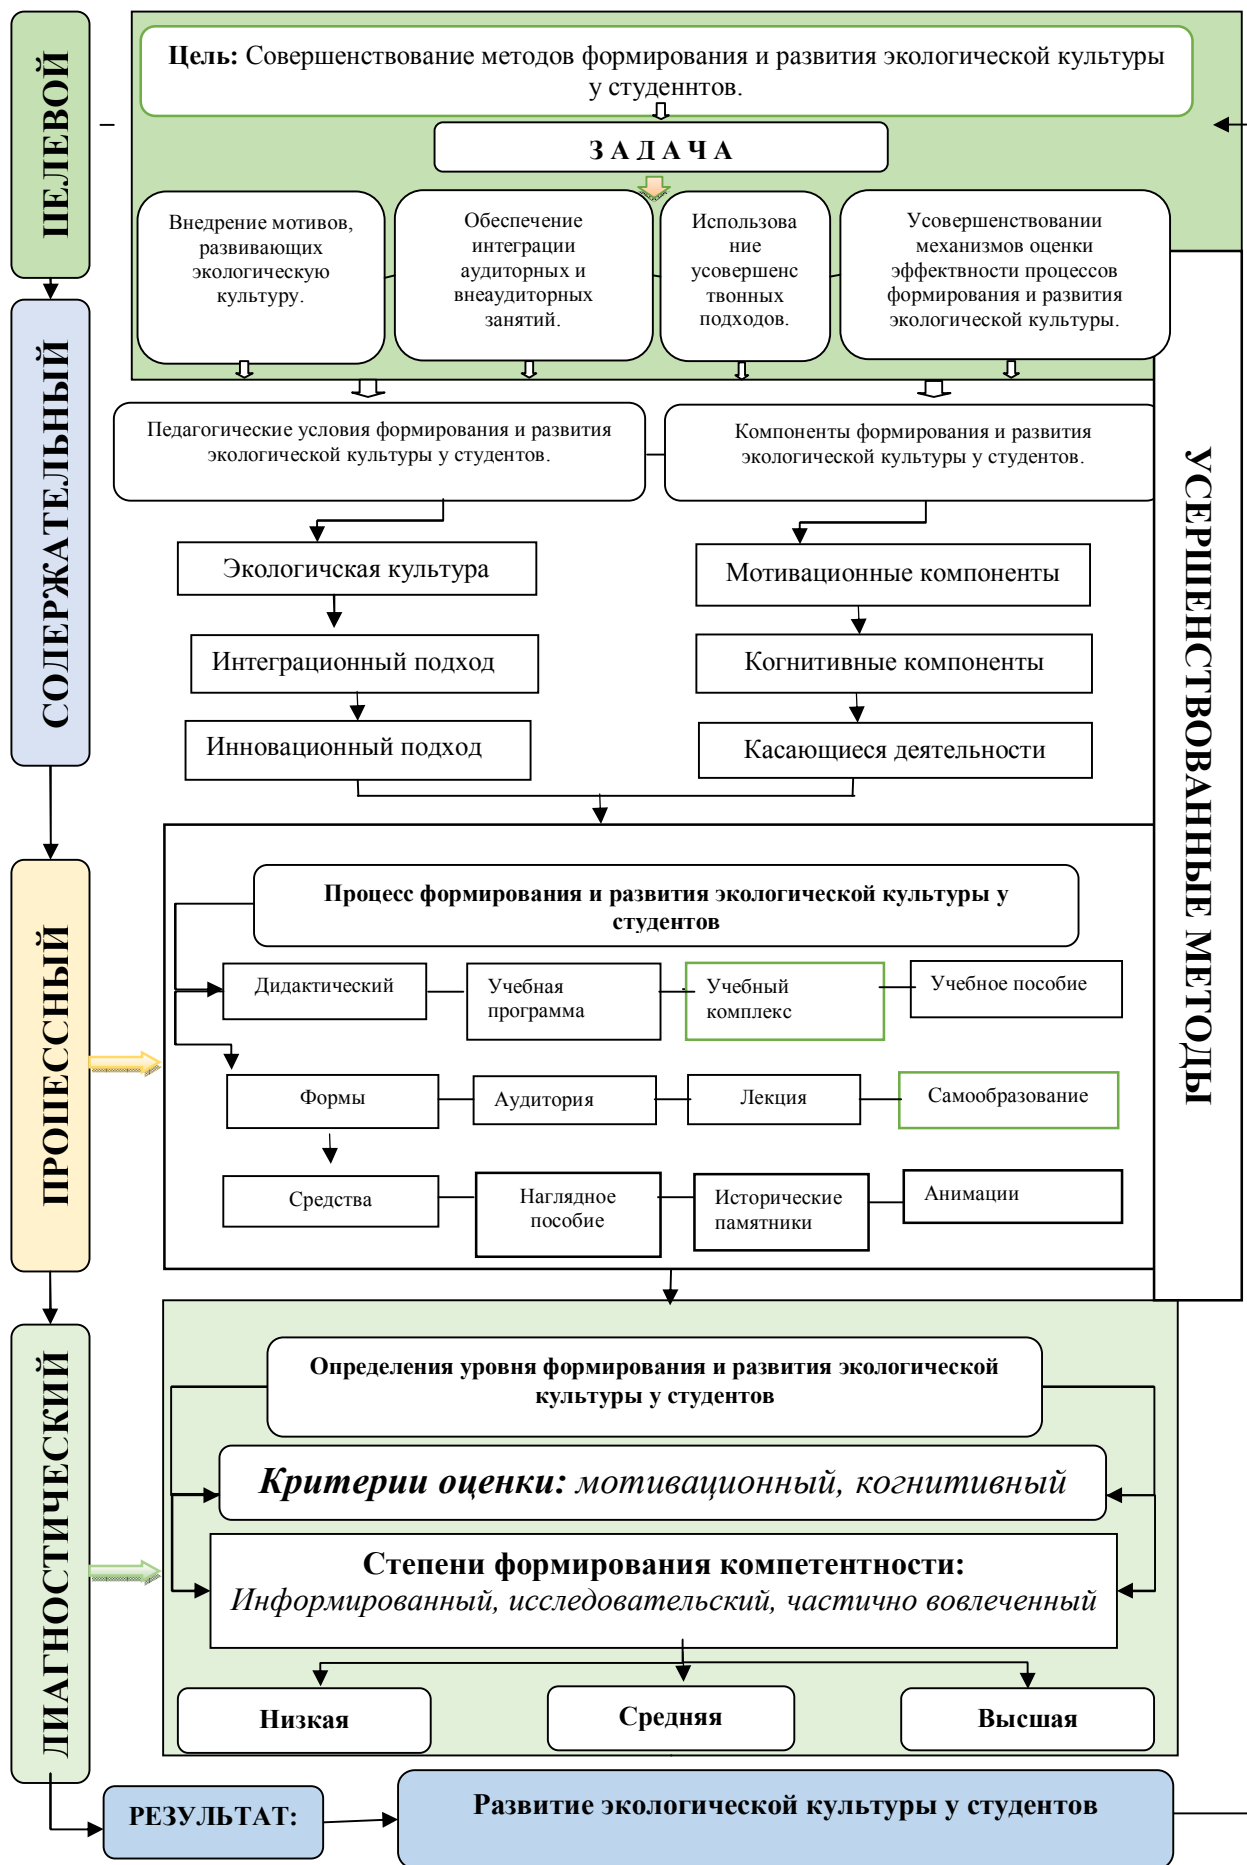 ЦЕЛЕВОЙ
Цель: Совершенствование методов формирования и развития экологической культуры
у студеннтов.
З А Д А Ч А
Внедрение мотивов,
развивающих
экологическую
культуру.
Обеспечение
интеграции
аудиторных и
внеаудиторных
занятий.
Использова
ние
усовершенс
твонных
подходов.
Усовершенствовании
механизмов оценки
эффектвности процессов
формирования и развития
экологической культуры.
СОДЕРЖАТЕЛЬНЫЙ
Педагогические условия формирования и развития
экологической культуры у студентов.
Компоненты формирования и развития
экологической культуры у студентов.
Экологичская культура
Мотивационные компоненты
Интеграционный подход
Когнитивные компоненты
Инновационный подход
Касающиеся деятельности
УСЕРШЕНСТВОВАННЫЕ МЕТОДЫ
ПРОЦЕССНЫЙ
Процесс формирования и развития экологической культуры у
студентов
Дидактический
Учебная
программа
Учебный
комплекс
Учебное пособие
Формы
Аудитория
Лекция
Самообразование
Средства
Наглядное
пособие
Исторические
памятники
Анимации
ДИАГНОСТИЧЕСКИЙ
Определения уровня формирования и развития экологической
культуры у студентов
Критерии оценки: мотивационный, когнитивный
Степени формирования компетентности:
Информированный, исследовательский, частично вовлеченный
Низкая
Средняя
Высшая
РЕЗУЛЬТАТ:
Развитие экологической культуры у студентов